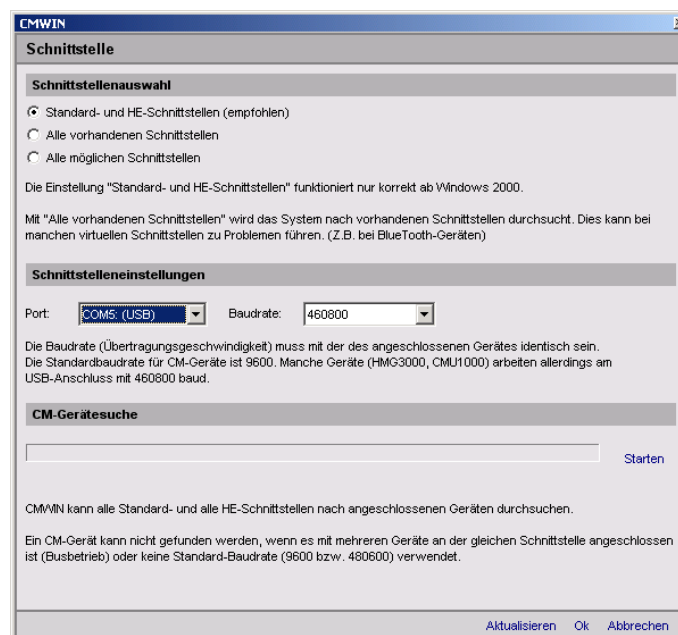 CMWIN
Schnittstelle
Schnittstellenauswahl
Standard- und HE-Schnittstellen (empfohlen)
Alle vorhandenen Schnittstellen
Alle möglichen Schnittstellen
Die Einstellung "Standard- und HE-Schnittstellen" funktioniert nur korrekt ab Windows 2000.
Mit "Alle vorhandenen Schnittstellen" wird das System nach vorhandenen Schnittstellen durchsucht. Dies kann bei
manchen virtuellen Schnittstellen zu Problemen führen. (Z.B. bei BlueTooth-Geräten)
Schnittstelleneinstellungen
Port: COM5: (USB) Baudrate: 460800
Die Baudrate (Übertragungsgeschwindigkeit) muss mit der des angeschlossenen Gerätes identisch sein.
Die Standardbaudrate für CM-Geräte ist 9600. Manche Geräte (HMG3000, CMU1000) arbeiten allerdings am
USB-Anschluss mit 460800 baud.
CM-Gerätesuche
Starten
CMWIN kann alle Standard- und alle HE-Schnittstellen nach angeschlossenen Geräten durchsuchen.
Ein CM-Gerät kann nicht gefunden werden, wenn es mit mehreren Geräte an der gleichen Schnittstelle angeschlossen
ist (Busbetrieb) oder keine Standard-Baudrate (9600 bzw. 480600) verwendet.
Aktualisieren Ok Abbrechen